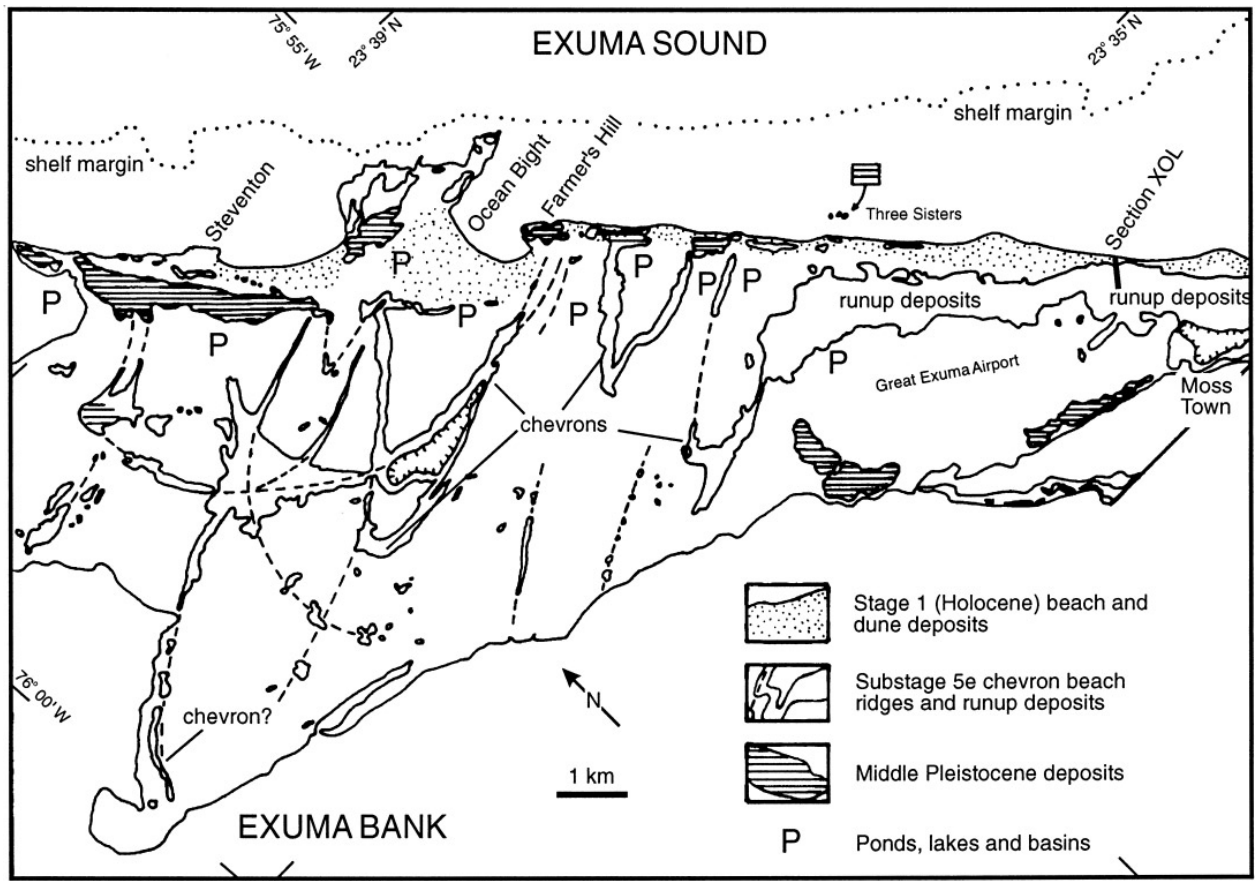 75° 55' W
23° 39' N
EXUMA SOUND
23° 35' N
shelf margin
shelf margin
Steventon
Ocean Bight
Farmer's Hill
Three Sisters
Section XOL
P
P
P
P
P
P
P
P
P
runup deposits
runup deposits
Great Exuma Airport
Moss
Town
chevrons
76° 00' W
chevron?
N
1 km
EXUMA BANK
Stage 1 (Holocene) beach and
dune deposits
Substage 5e chevron beach
ridges and runup deposits
Middle Pleistocene deposits
P
Ponds, lakes and basins